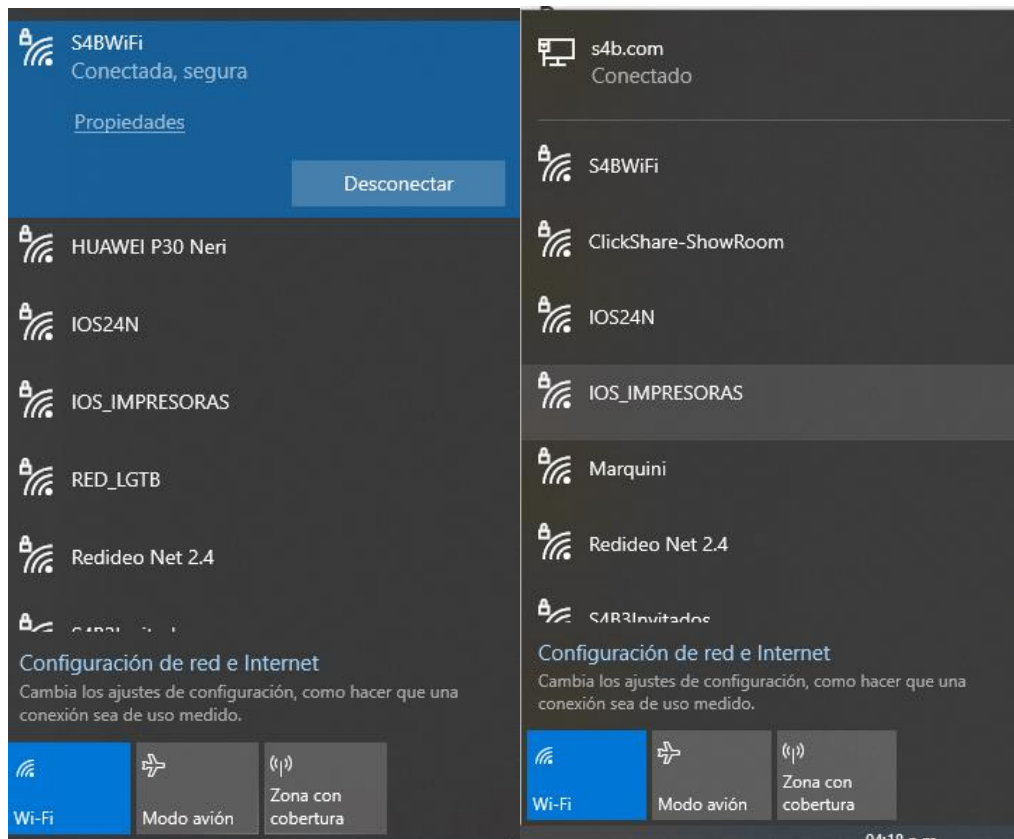 S4BWiFi
Conectada, segura
Propiedades
Desconectar
HUAWEI P30 Neri
IOS24N
IOS_IMPRESORAS
RED_LGTB
Redideo Net 2.4
Configuración de red e Internet
Cambia los ajustes de configuración, como hacer que una
conexión sea de uso medido.
Wi-Fi
Modo avión
Zona con
cobertura
s4b.com
Conectado
S4BWiFi
ClickShare-ShowRoom
IOS24N
IOS_IMPRESORAS
Marquini
Redideo Net 2.4
S4B3Invitados
Configuración de red e Internet
Cambia los ajustes de configuración, como hacer que una
conexión sea de uso medido.
Wi-Fi
Modo avión
Zona con
cobertura